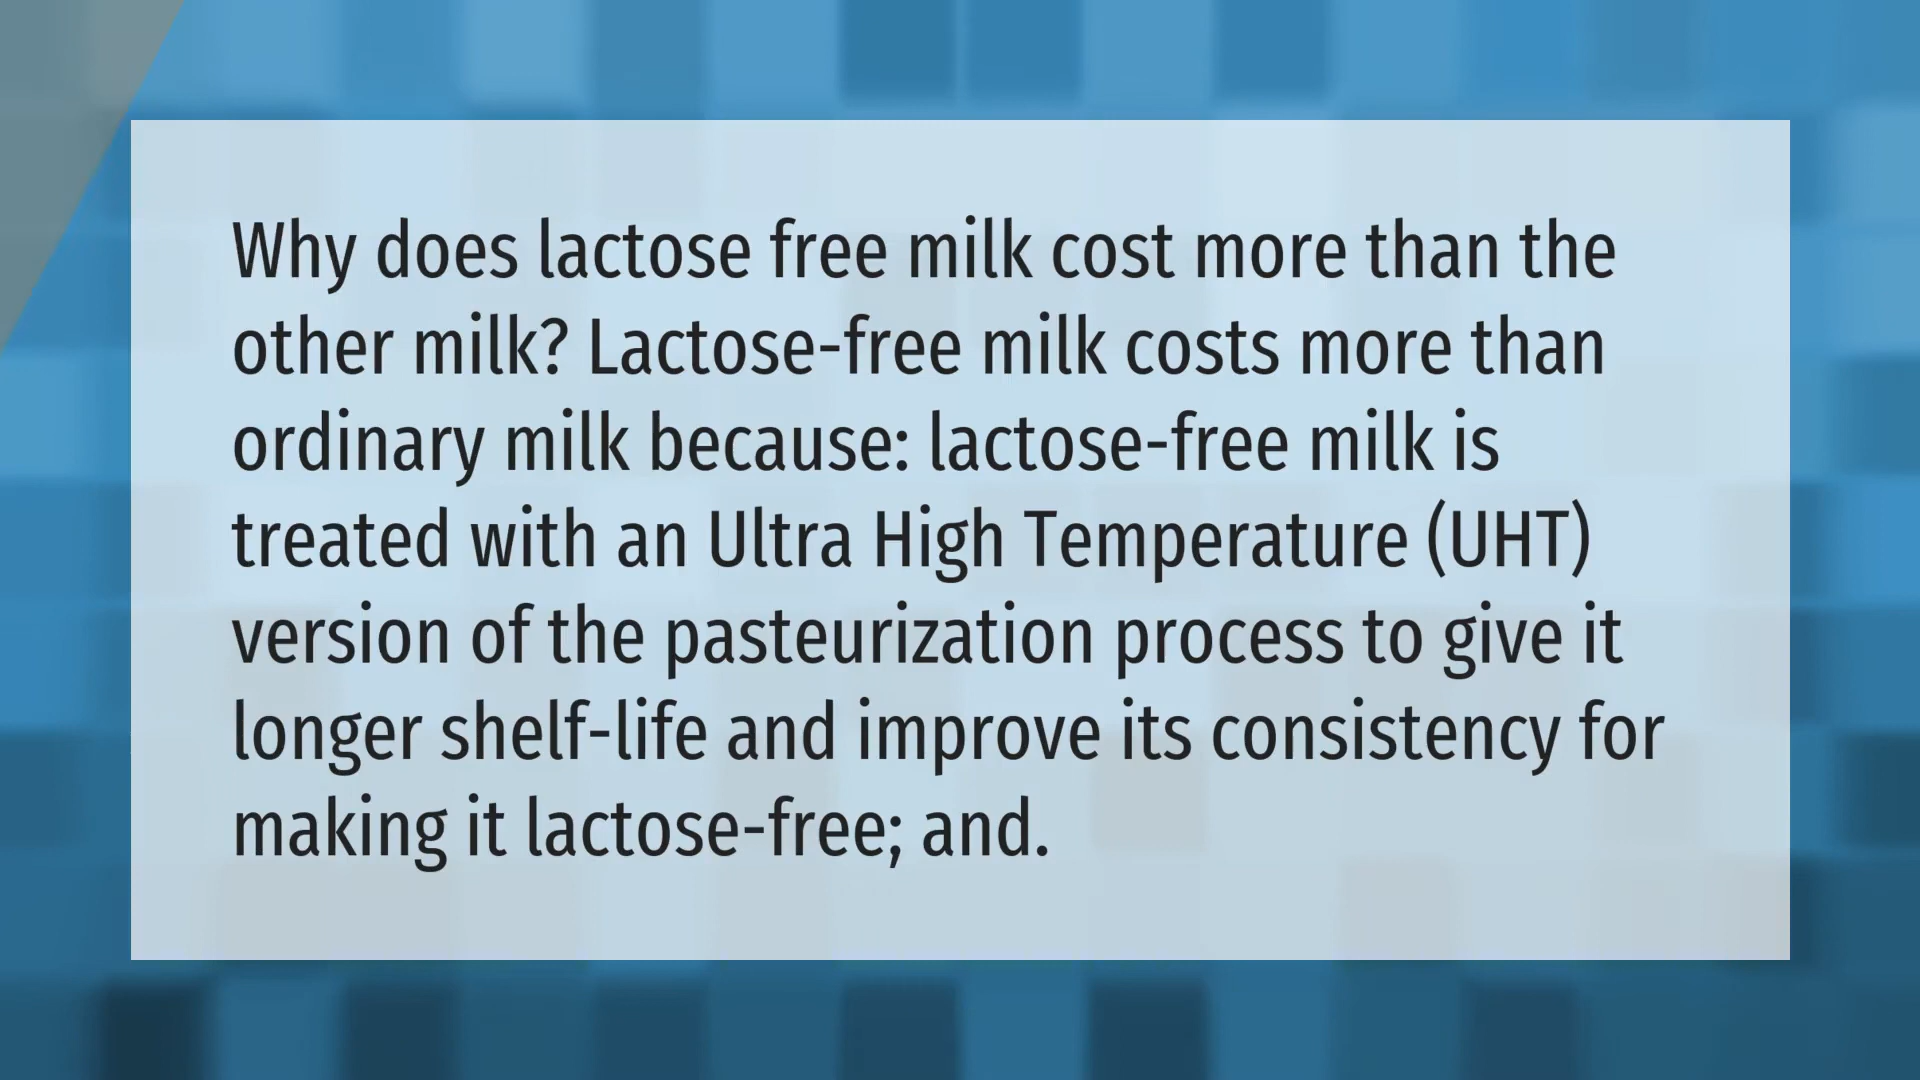 Why does lactose free milk cost more than the
other milk? Lactose-free milk costs more than
ordinary milk because: lactose-free milk is
treated with an Ultra High Temperature (UHT)
version of the pasteurization process to give it
longer shelf-life and improve its consistency for
making it lactose-free; and.